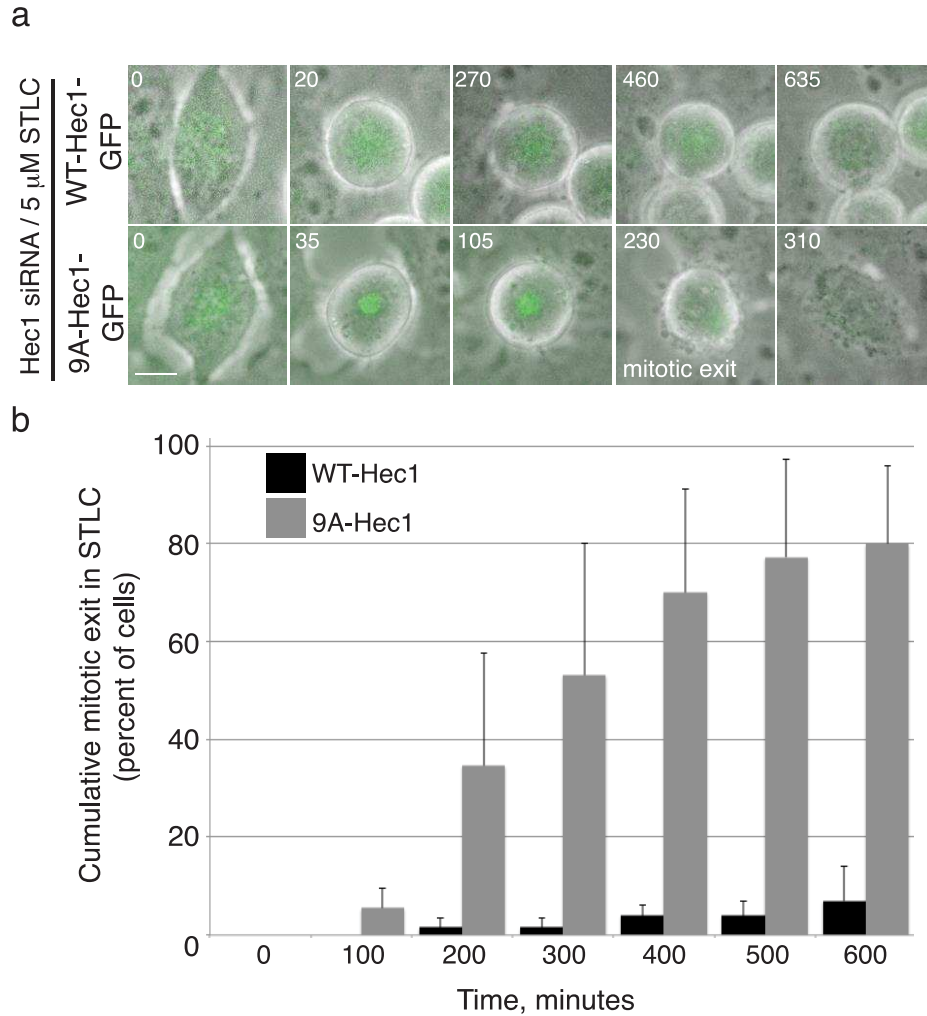 a
Hec1 siRNA / 5 μM STLC
WT-Hec1-
GFP
0
20
270
460
635
9A-Hec1-
GFP
0
35
105
230
mitotic exit
310
b
Cumulative mitotic exit in STLC
(percent of cells)
100
80
60
40
20
0
WT-Hec1
9A-Hec1
0 100 200 300 400 500 600
Time, minutes